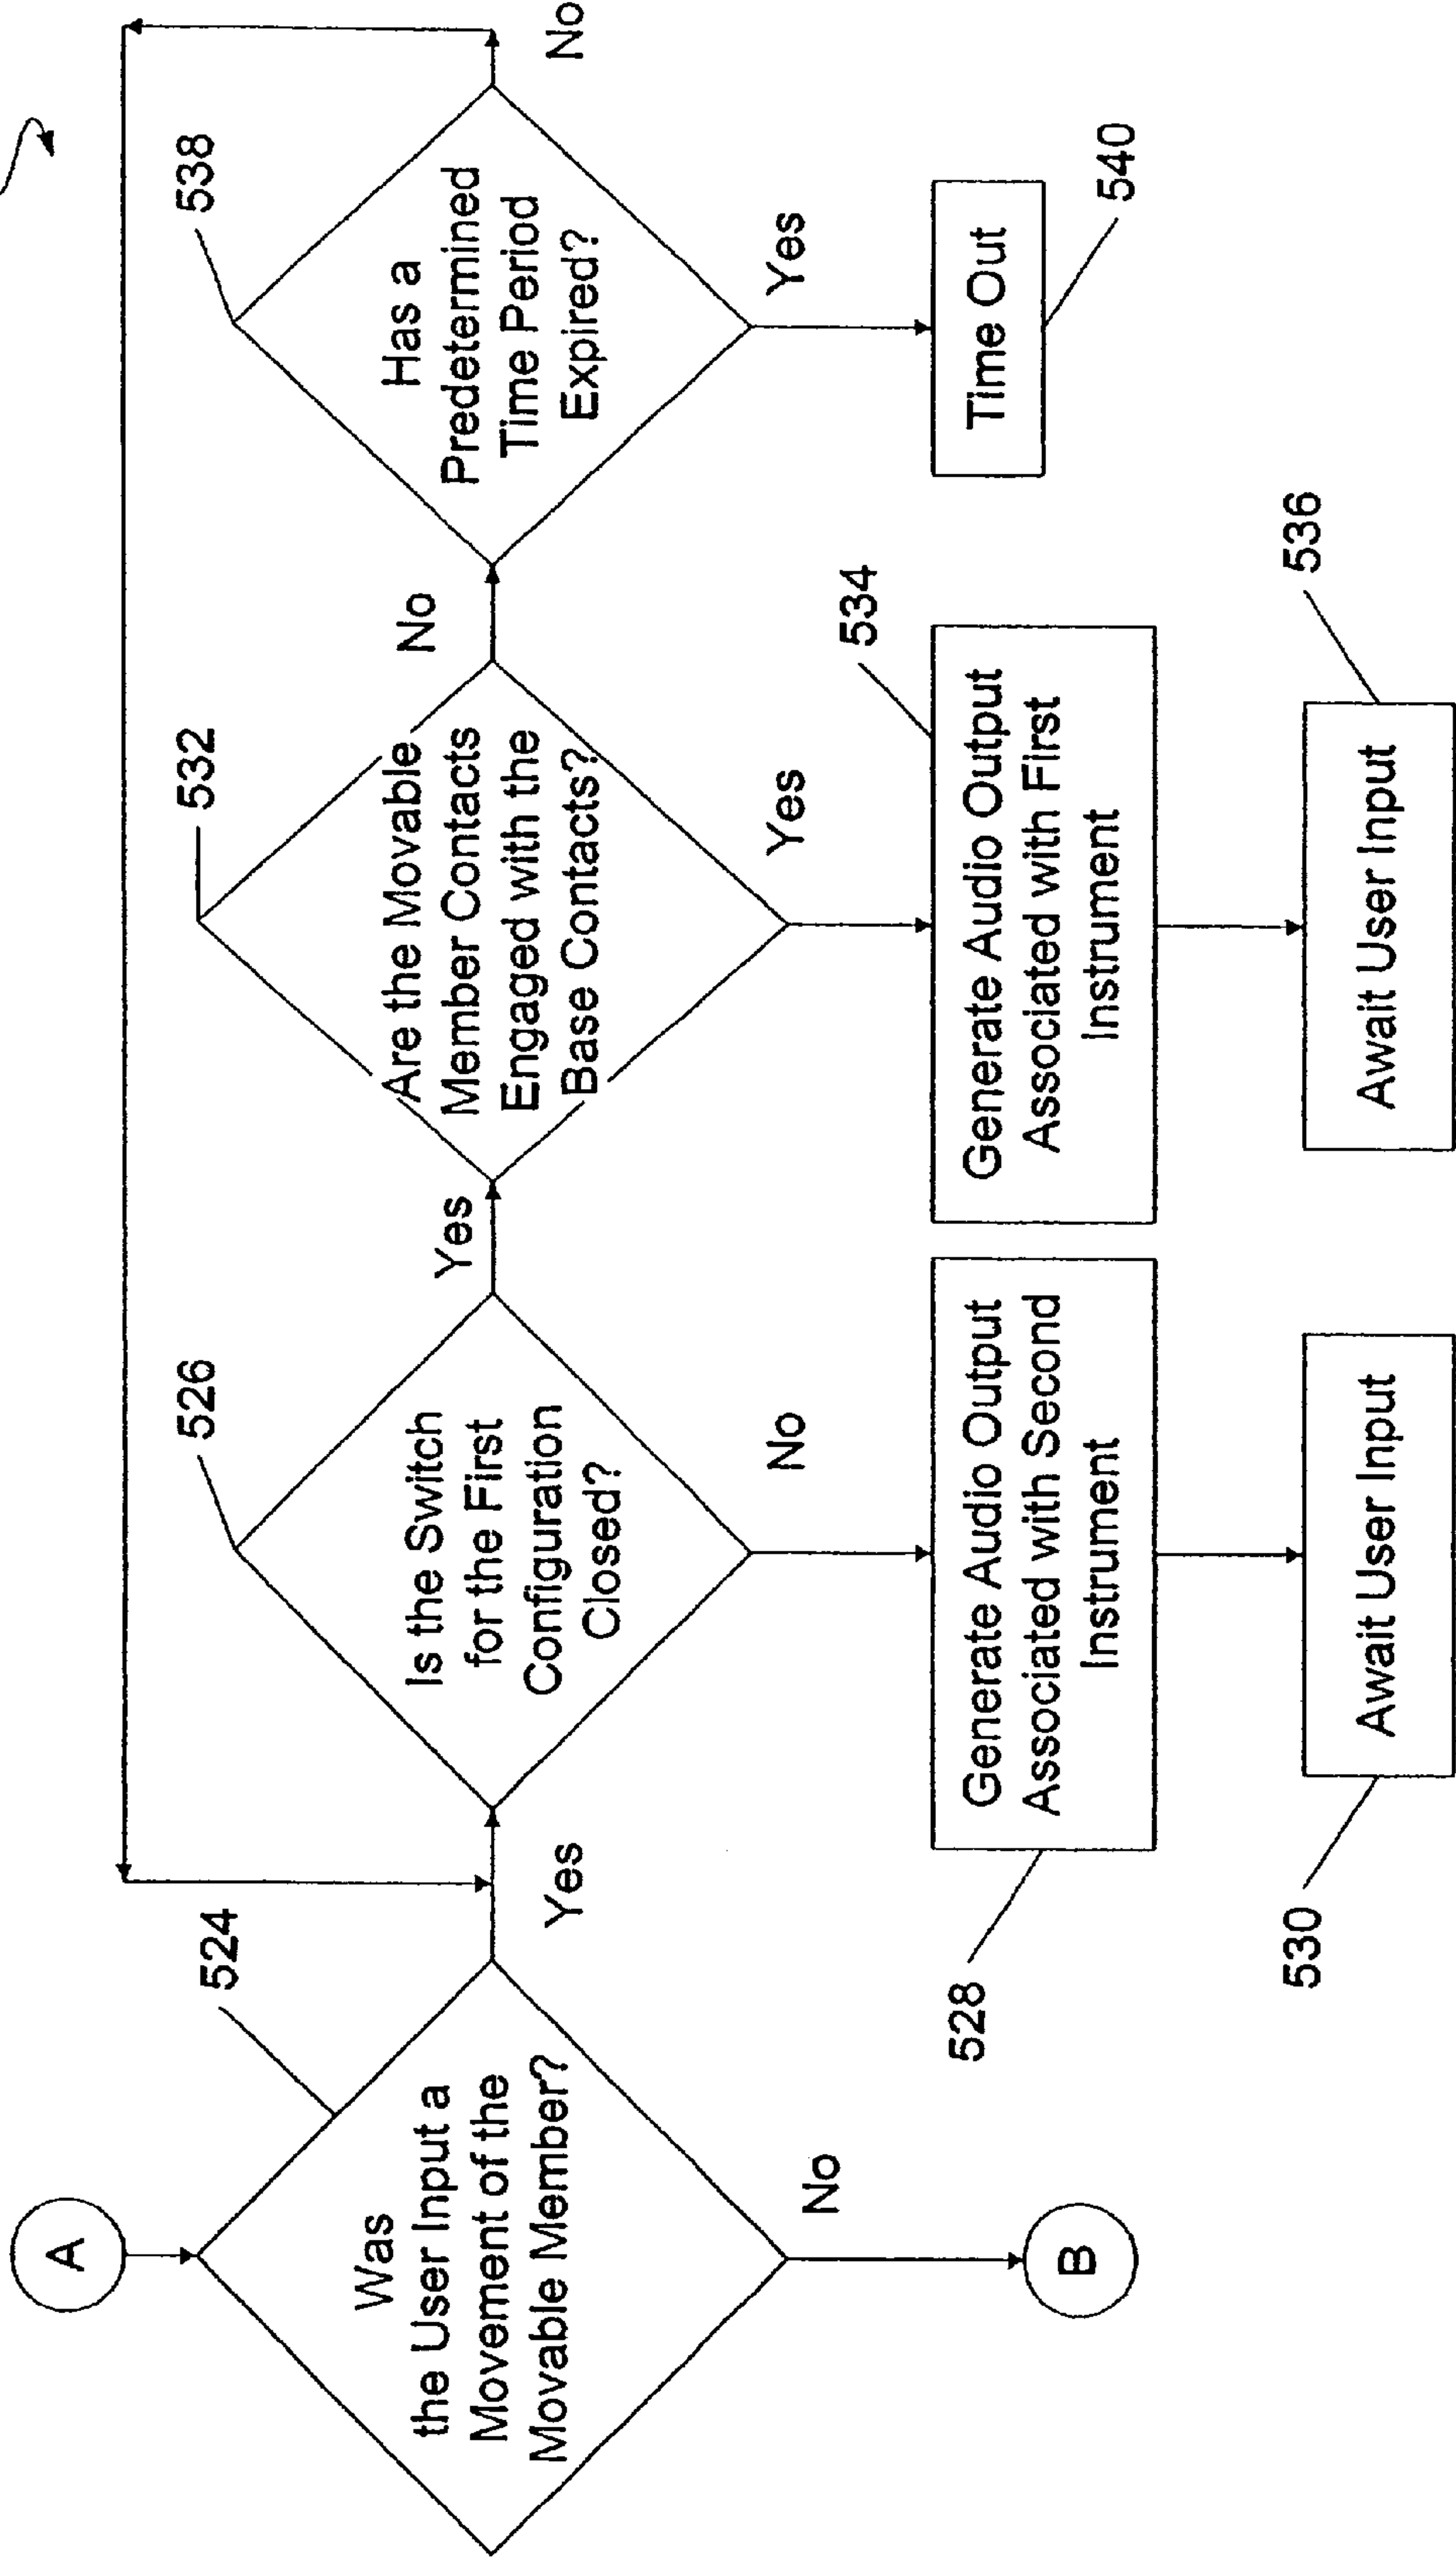 A
524
Was
the User Input a
Movement of the
Movable Member?
Yes
No
B
526
Is the Switch
for the First
Configuration
Closed?
Yes
No
528
Generate Audio Output
Associated with Second
Instrument
530
Await User Input
532
Are the Movable
Member Contacts
Engaged with the
Base Contacts?
No
Yes
534
Generate Audio Output
Associated with First
Instrument
536
Await User Input
538
Has a
Predetermined
Time Period
Expired?
No
Yes
Time Out
540